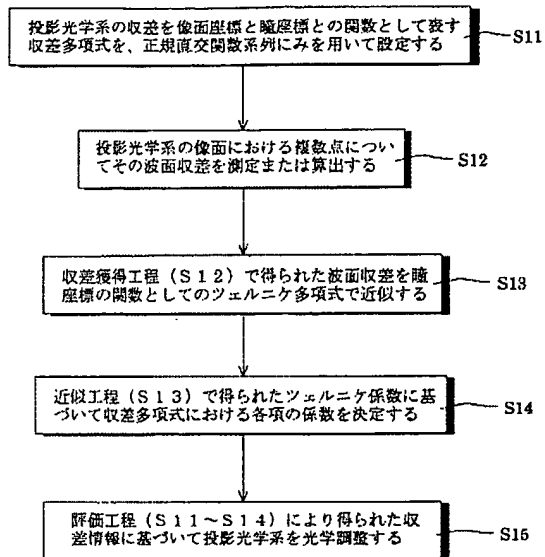 投影光学系の収差を像面座標と瞳座標との関数として表す
収差多項式を、正規直交関数系列にみを用いて設定する
S11
投影光学系の像面における複数点につい
てその波面収差を測定または算出する
S12
収差獲得工程(S12)で得られた波面収差を瞳
座標の関数としてのツェルニケ多項式で近似する
S13
近似工程(S13)で得られたツェルニケ係数に基
づいて収差多項式における各項の係数を決定する
S14
評価工程(S11〜S14)により得られた収
差情報に基づいて投影光学系を光学調整する
S15